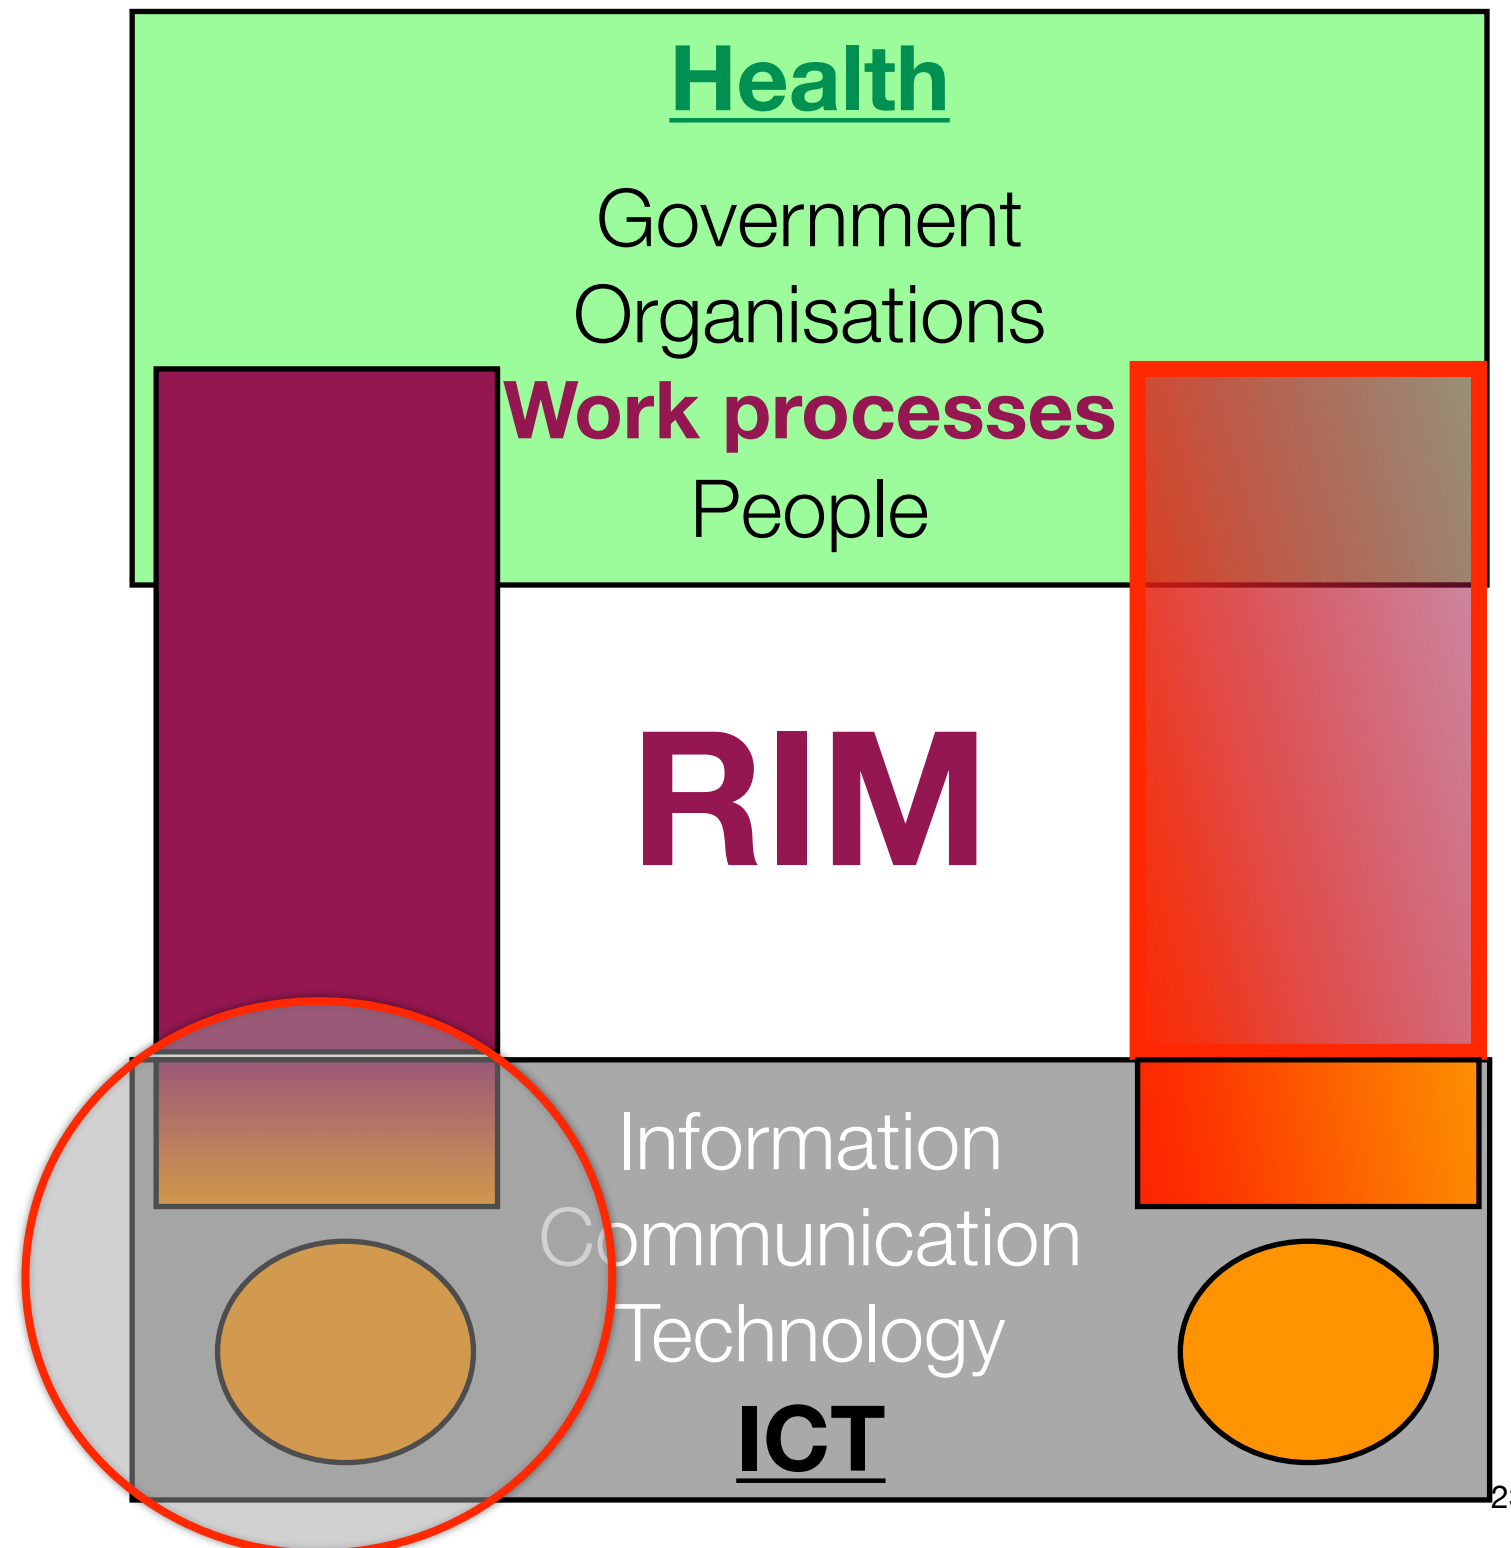 Health
Government
Organisations
Work processes
People
RIM
Information
Communication
Technology
ICT